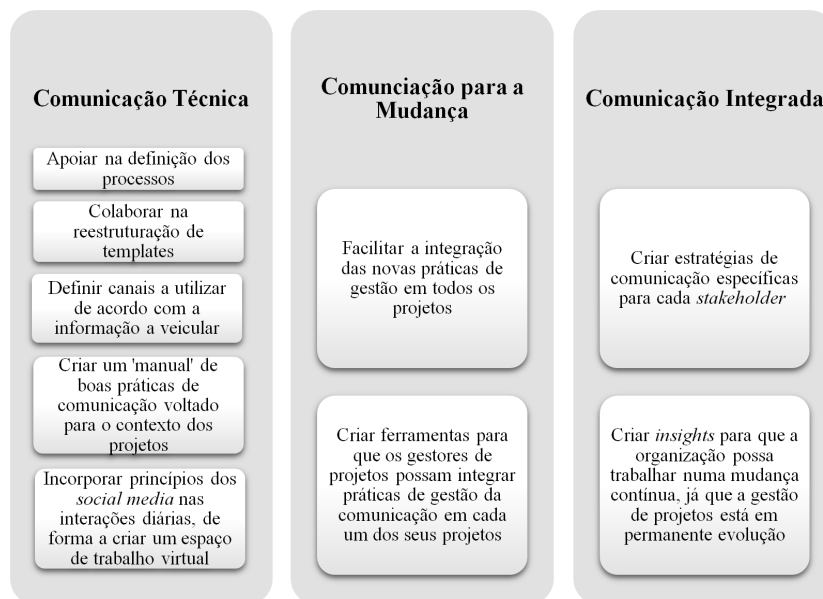 Comunicação Técnica
Apoiar na definição dos
processos
Colaborar na
reestruturação de
templates
Definir canais a utilizar
de acordo com a
informação a veicular
Criar um 'manual' de
boas práticas de
comunicação voltado
para o contexto dos
projetos
Incorporar princípios dos
social media nas
interações diárias, de
forma a criar um espaço
de trabalho virtual
Comunciação para a
Mudança
Facilitar a integração
das novas práticas de
gestão em todos os
projetos
Criar ferramentas para
que os gestores de
projetos possam integrar
práticas de gestão da
comunicação em cada
um dos seus projetos
Comunicação Integrada
Criar estratégias de
comunicação específicas
para cada stakeholder
Criar insights para que a
organização possa
trabalhar numa mudança
contínua, já que a gestão
de projetos está em
permanente evolução